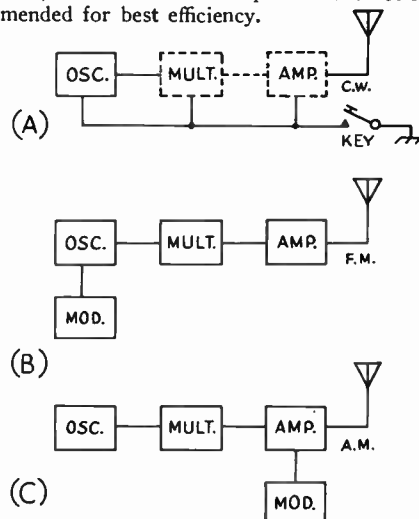 mended for best efficiency.
OSC. MULT. AMP.
C.W.
(A)
KEY
OSC. MULT. AMP.
F.M.
MOD.
(B)
OSC. MULT. AMP.
A.M.
(C)
MOD.